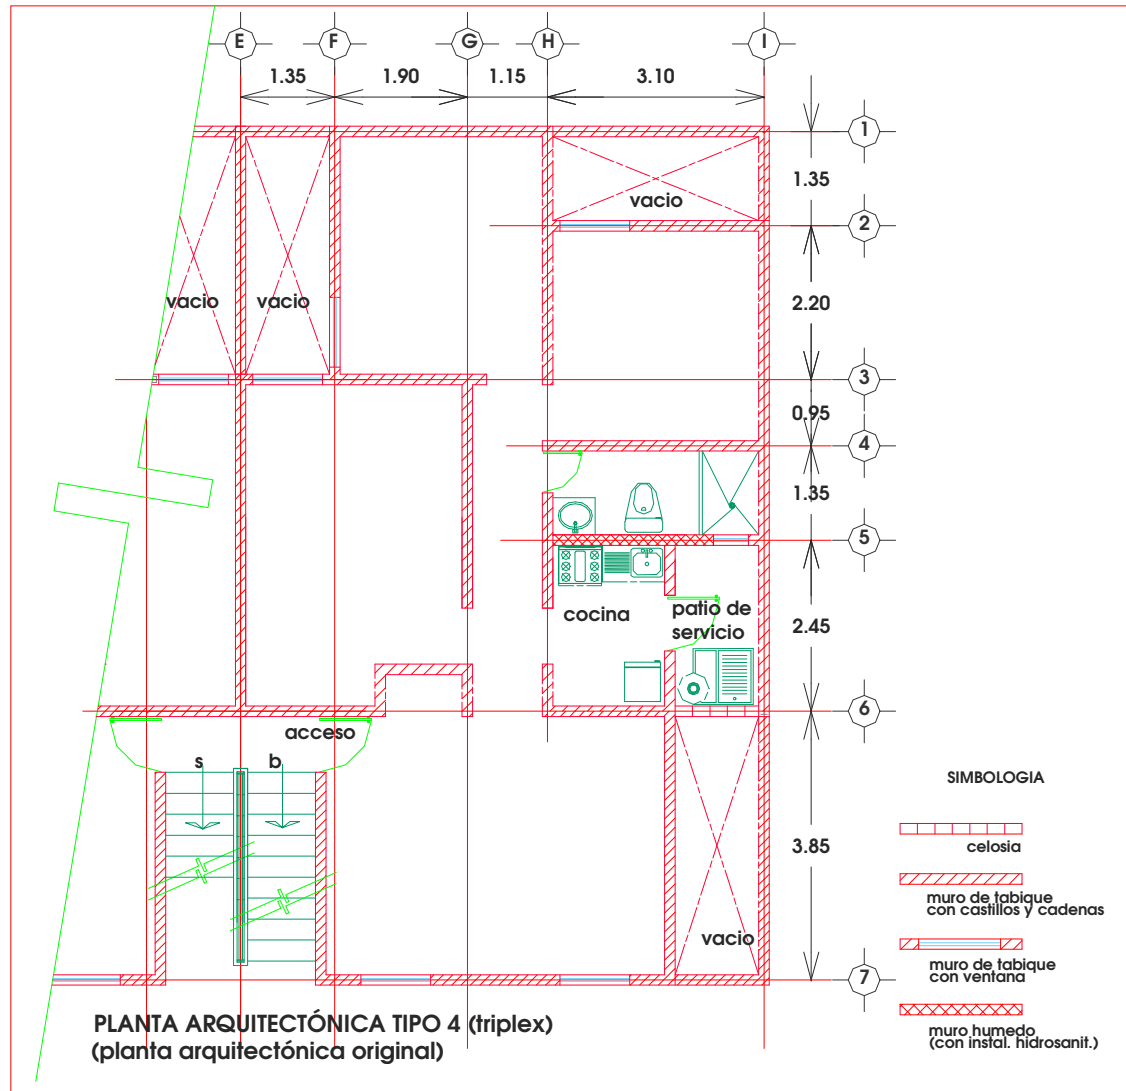 E F G H I
1.35 1.90 1.15 3.10
1
1.35
vacio
2
vacio vacio
2.20
3
0.95
4
1.35
5
cocina
patio de
servicio
2.45
6
acceso
s b
SIMBOLOGIA
celosia
3.85
muro de tabique
con castillos y cadenas
vacio
muro de tabique
con ventana
7
muro humedo
(con instal. hidrosanit.)
PLANTA ARQUITECTÓNICA TIPO 4 (triplex)
(planta arquitectónica original)